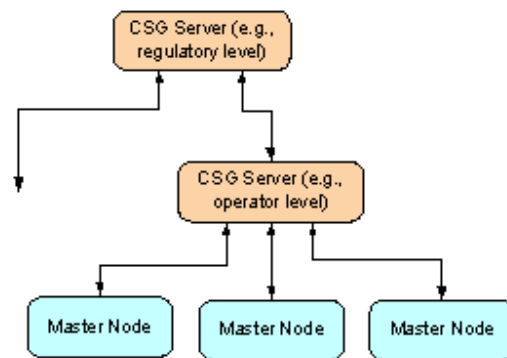 CSG Server (e.g.,
regulatory level)
CSG Server (e.g.,
operator level)
Master Node
Master Node
Master Node